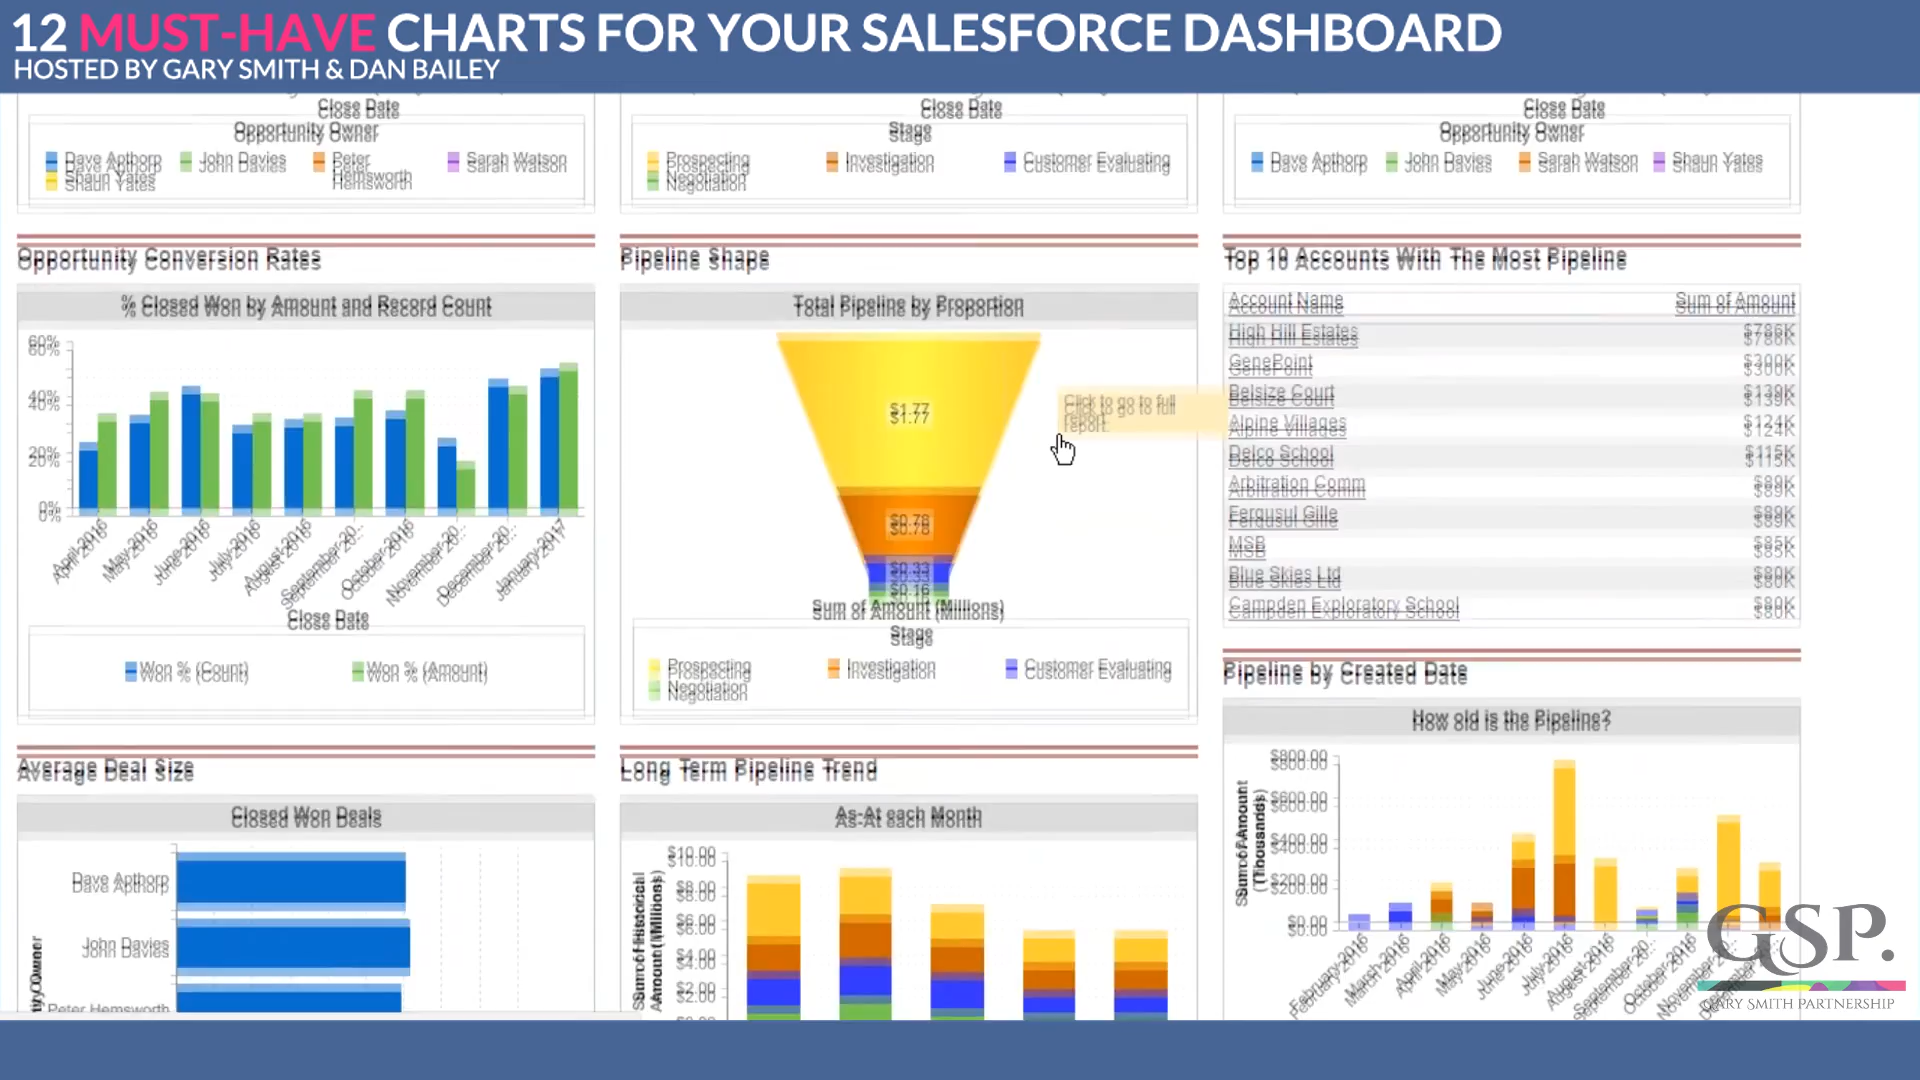 12 MUST-HAVE CHARTS FOR YOUR SALESFORCE DASHBOARD
HOSTED BY GARY SMITH & DAN BAILEY
Close Date
Opportunity Owner
Dave Apthorp
John Davies
Peter Hemsworth
Sarah Watson
Shaun Yates
Close Date
Stage
Prospecting
Investigation
Customer Evaluating
Negotiation
Close Date
Opportunity Owner
Dave Apthorp
John Davies
Sarah Watson
Shaun Yates
Opportunity Conversion Rates
% Closed Won by Amount and Record Count
60%
40%
20%
0%
April 2016
May 2016
June 2016
July 2016
August 2016
September 20...
October 2016
November 20...
December 20...
January 2017
Close Date
Won % (Count)
Won % (Amount)
Pipeline Shape
Total Pipeline by Proportion
$1.77
$0.78
$0.33
$0.16
Click to go to full
report.
Sum of Amount (Millions)
Stage
Prospecting
Investigation
Customer Evaluating
Negotiation
Top 10 Accounts With The Most Pipeline
Account Name Sum of Amount
High Hill Estates $786K
GenePoint $300K
Belsize Court $139K
Alpine Villages $124K
Delco School $115K
Arbitration Comm $89K
Fergusul Gille $89K
MSB $85K
Blue Skies Ltd $80K
Campden Exploratory School $80K
Average Deal Size
Closed Won Deals
Dave Apthorp
John Davies
Peter Hemsworth
Long Term Pipeline Trend
As-At each Month
Sum of Historical
Amount (Millions)
$10.00
$8.00
$6.00
$4.00
$2.00
Pipeline by Created Date
How old is the Pipeline?
Sum of Amount
(Thousands)
$800.00
$600.00
$400.00
$200.00
$0.00
February 2016
March 2016
April 2016
May 2016
June 2016
July 2016
August 2016
September 20...
October 2016
November 2...
GSP.
GARY SMITH PARTNERSHIP